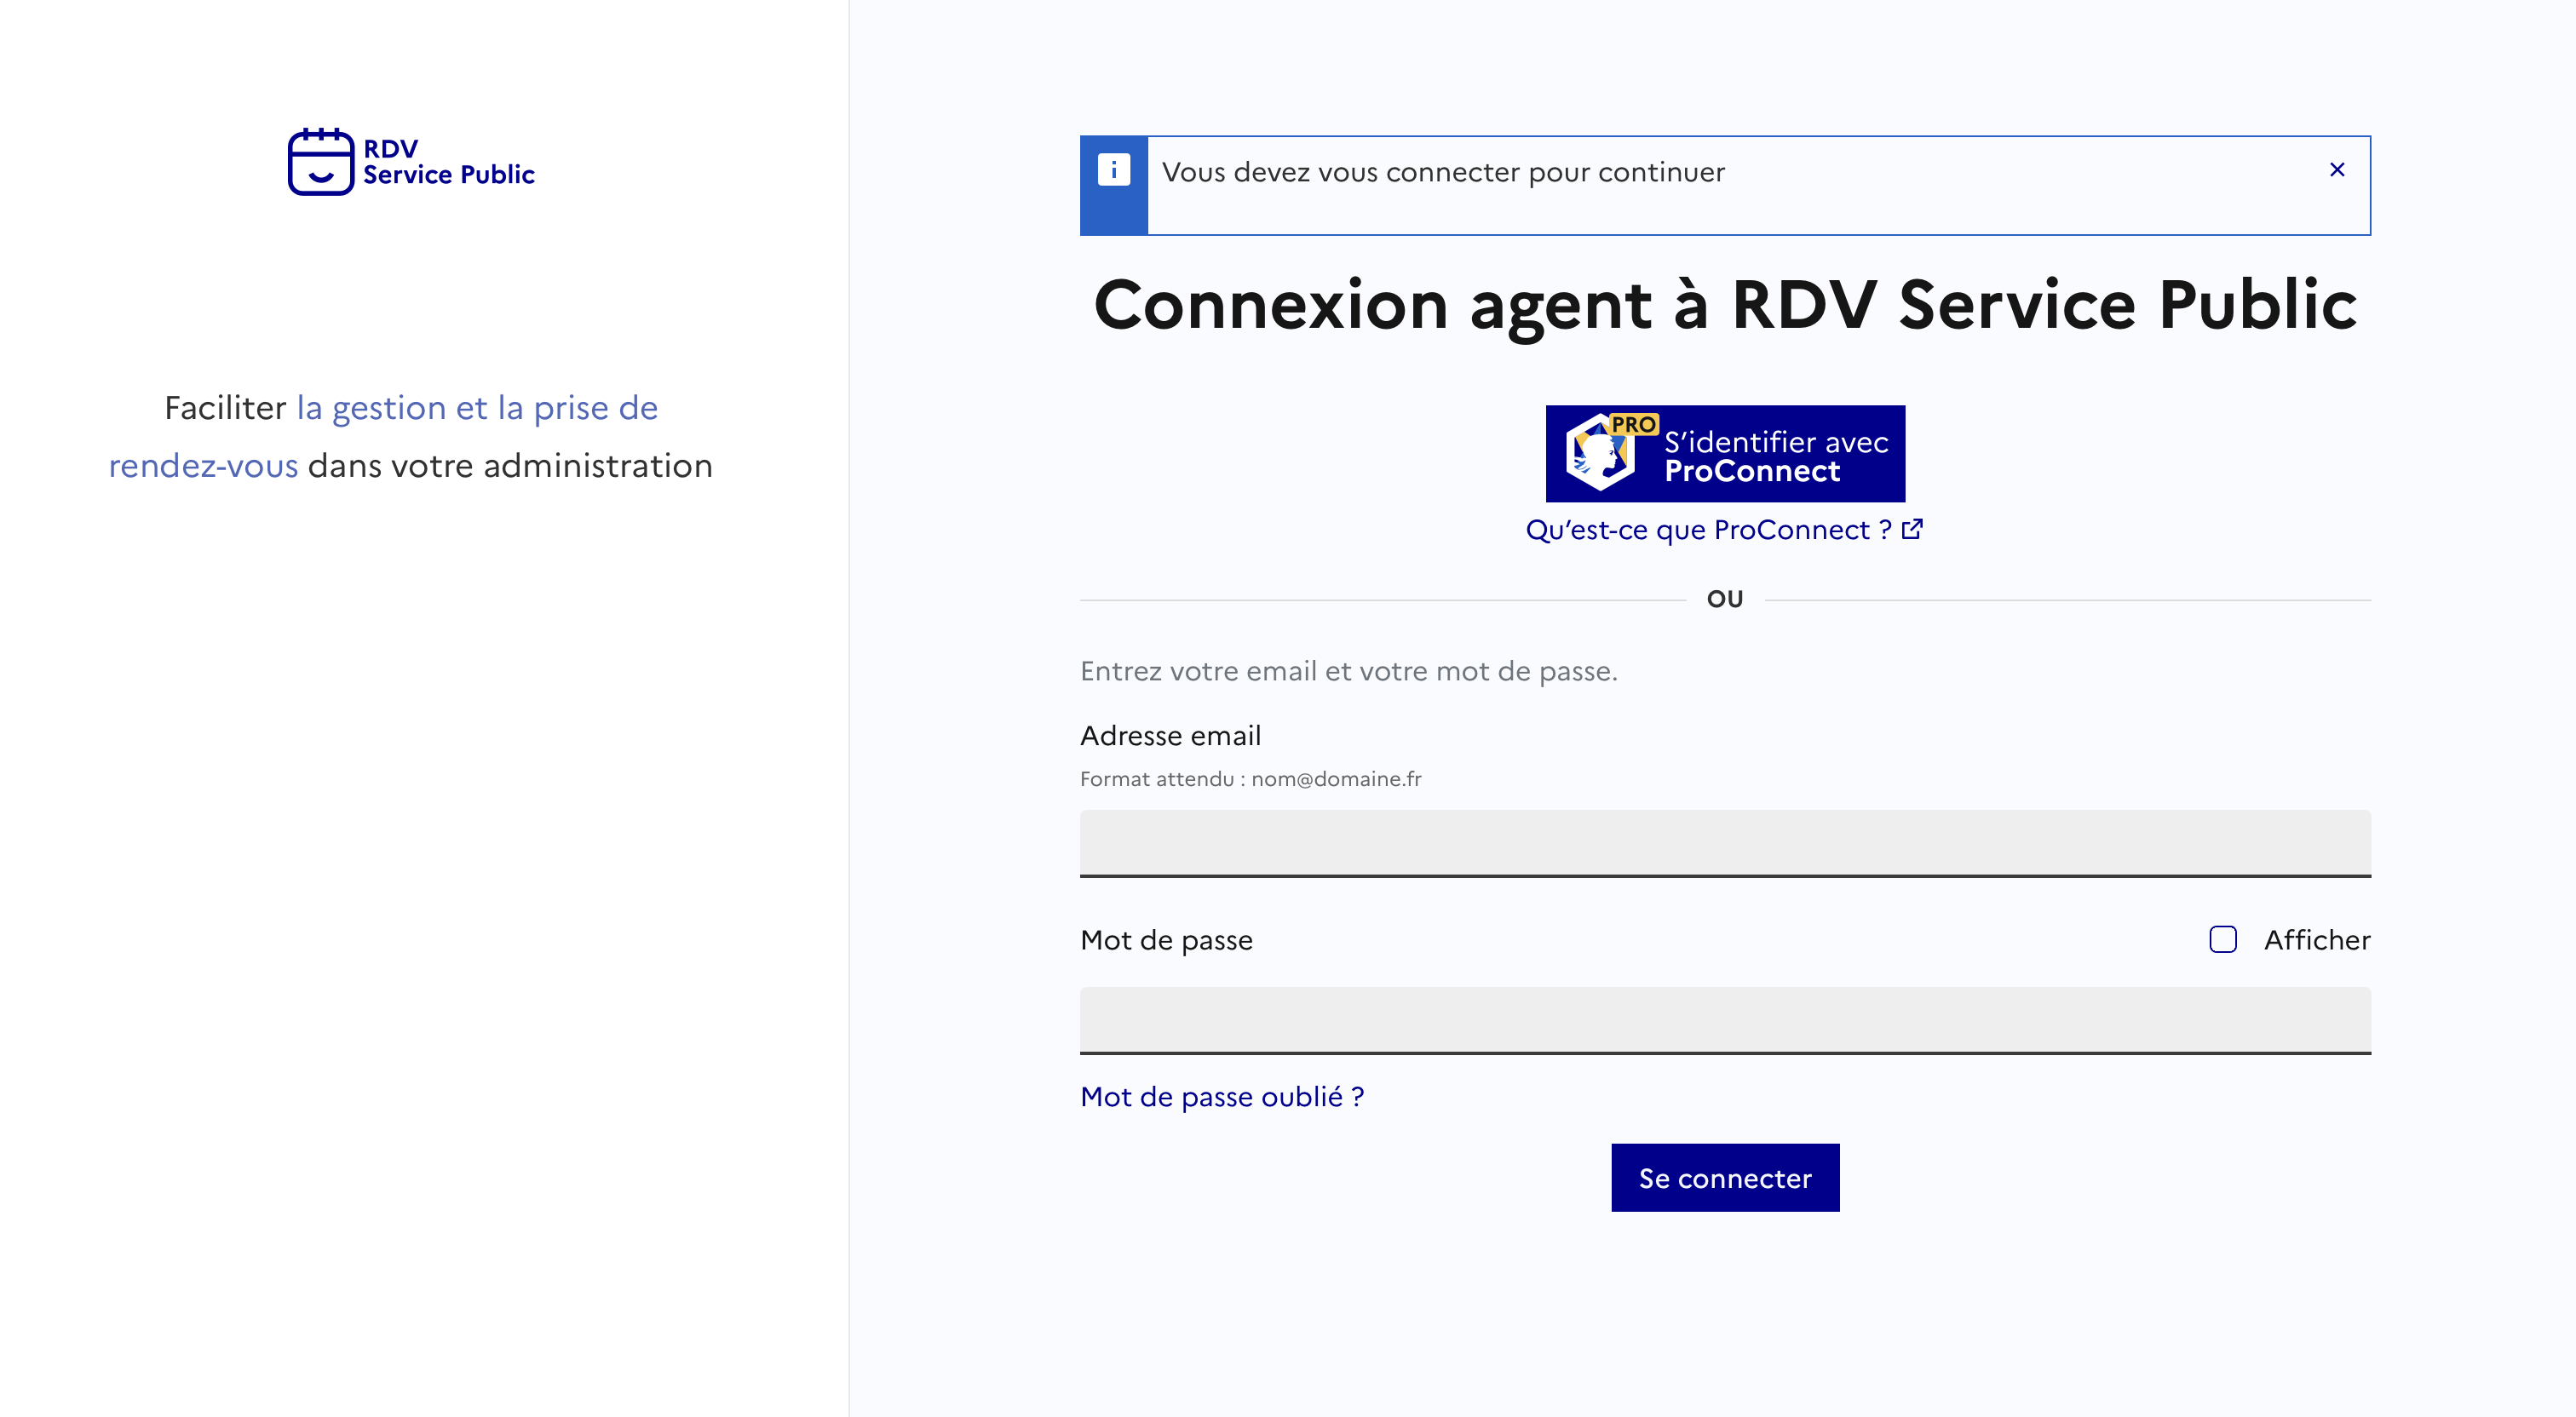 RDV
Service Public
Faciliter la gestion et la prise de
rendez-vous dans votre administration
Vous devez vous connecter pour continuer
Connexion agent à RDV Service Public
PRO
S’identifier avec
ProConnect
Qu’est-ce que ProConnect ?
OU
Entrez votre email et votre mot de passe.
Adresse email
Format attendu : nom@domaine.fr
Mot de passe
Afficher
Mot de passe oublié ?
Se connecter